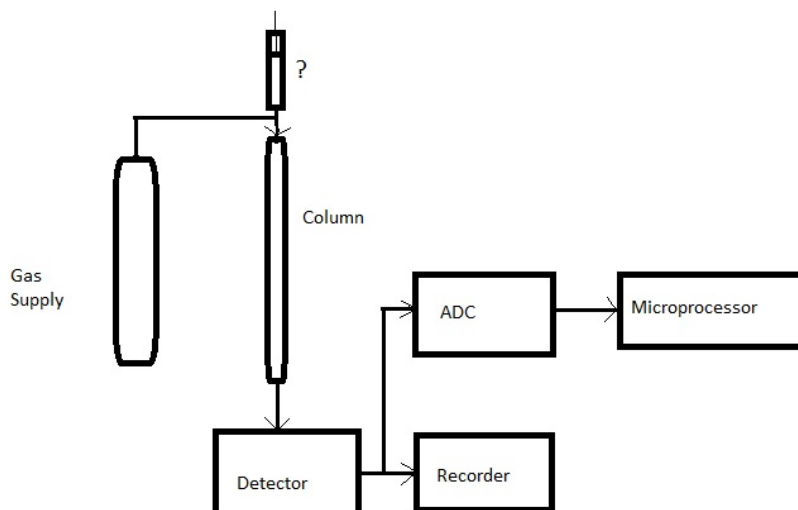 ?
Column
Gas
Supply
ADC
Microprocessor
Detector
Recorder